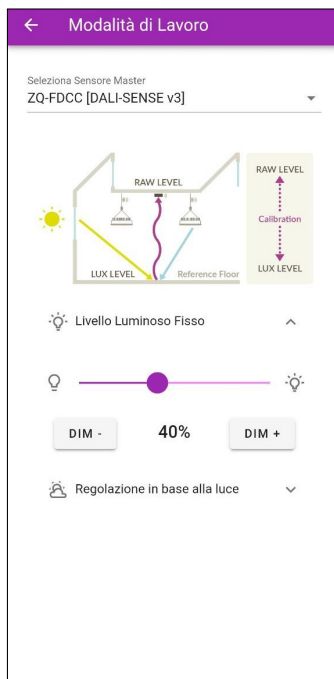 Modalità di Lavoro
Seleziona Sensore Master
ZQ-FDCC [DALI-SENSE v3]
RAW LEVEL
RAW LEVEL
Calibration
LUX LEVEL
Reference Floor
LUX LEVEL
Livello Luminoso Fisso
DIM -
40%
DIM +
Regolazione in base alla luce